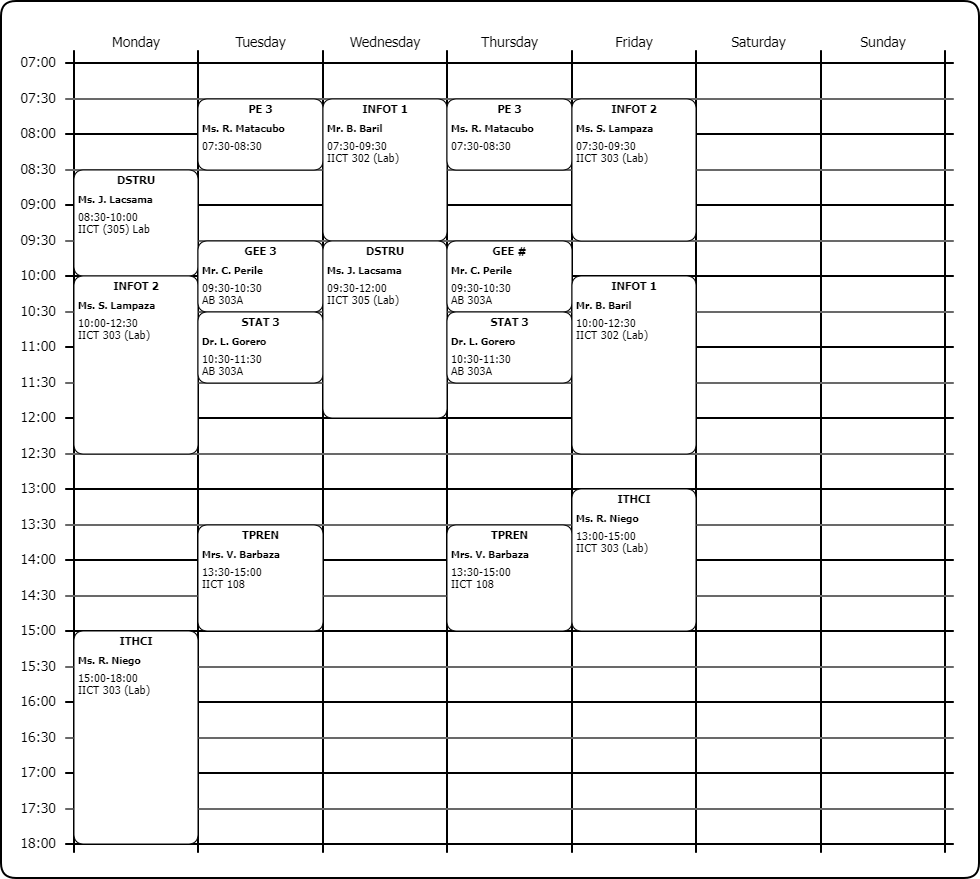 Monday Tuesday Wednesday Thursday Friday Saturday Sunday
07:00
07:30
08:00
08:30
09:00
09:30
10:00
10:30
11:00
11:30
12:00
12:30
13:00
13:30
14:00
14:30
15:00
15:30
16:00
16:30
17:00
17:30
18:00
DSTRU
Ms. J. Lacsama
08:30-10:00
IICT (305) Lab
INFOT 2
Ms. S. Lampaza
10:00-12:30
IICT 303 (Lab)
ITHCI
Ms. R. Niego
15:00-18:00
IICT 303 (Lab)
PE 3
Ms. R. Matacubo
07:30-08:30
GEE 3
Mr. C. Perile
09:30-10:30
AB 303A
STAT 3
Dr. L. Gorero
10:30-11:30
AB 303A
TPREN
Mrs. V. Barbaza
13:30-15:00
IICT 108
INFOT 1
Mr. B. Baril
07:30-09:30
IICT 302 (Lab)
DSTRU
Ms. J. Lacsama
09:30-12:00
IICT 305 (Lab)
PE 3
Ms. R. Matacubo
07:30-08:30
GEE #
Mr. C. Perile
09:30-10:30
AB 303A
STAT 3
Dr. L. Gorero
10:30-11:30
AB 303A
TPREN
Mrs. V. Barbaza
13:30-15:00
IICT 108
INFOT 2
Ms. S. Lampaza
07:30-09:30
IICT 303 (Lab)
INFOT 1
Mr. B. Baril
10:00-12:30
IICT 302 (Lab)
ITHCI
Ms. R. Niego
13:00-15:00
IICT 303 (Lab)